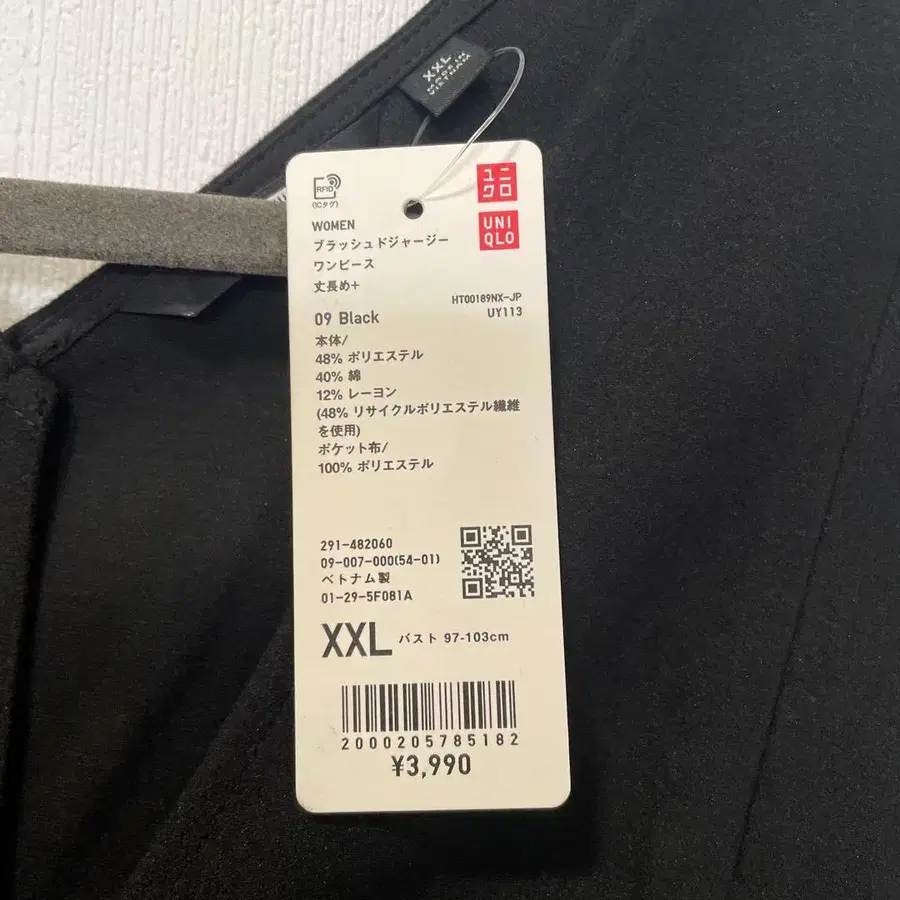 XXL
MADE IN
VIETNAM
RFID
(ICタグ)
ユニ
クロ
UNI
QLO
WOMEN
ブラッシュドジャージー
ワンピース
丈長め+
HT00189NX-JP
UY113
09 Black
本体/
48% ポリエステル
40% 綿
12% レーヨン
(48% リサイクルポリエステル繊維
を使用)
ポケット布/
100% ポリエステル
291-482060
09-007-000(54-01)
ベトナム製
01-29-5F081A
XXL バスト 97-103cm
2000205785182
¥3,990